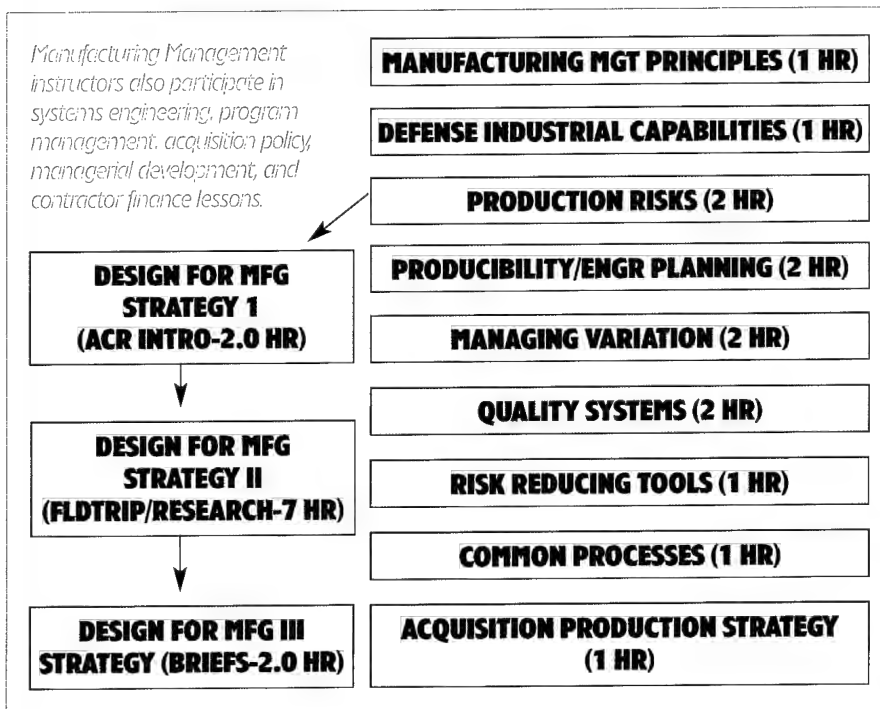 Manufacturing Management
instructors also participate in
systems engineering, program
management, acquisition policy,
managerial development, and
contractor finance lessons.
DESIGN FOR MFG
STRATEGY 1
(ACR INTRO-2.0 HR)
DESIGN FOR MFG
STRATEGY II
(FLDTRIP/RESEARCH-7 HR)
DESIGN FOR MFG III
STRATEGY (BRIEFS-2.0 HR)
MANUFACTURING MGT PRINCIPLES (1 HR)
DEFENSE INDUSTRIAL CAPABILITIES (1 HR)
PRODUCTION RISKS (2 HR)
PRODUCIBILITY/ENGR PLANNING (2 HR)
MANAGING VARIATION (2 HR)
QUALITY SYSTEMS (2 HR)
RISK REDUCING TOOLS (1 HR)
COMMON PROCESSES (1 HR)
ACQUISITION PRODUCTION STRATEGY
(1 HR)